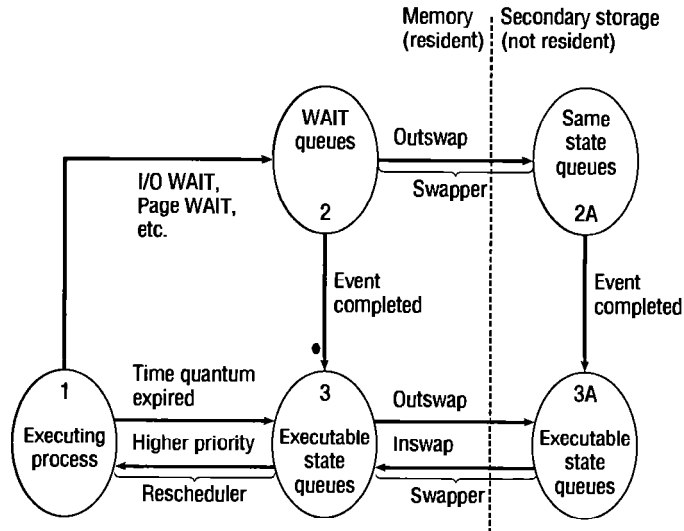 Memory
(resident)
Secondary storage
(not resident)
WAIT
queues
2
Outswap
Swapper
Same
state
queues
2A
I/O WAIT,
Page WAIT,
etc.
Event
completed
Event
completed
1
Executing
process
Time quantum
expired
Higher priority
Rescheduler
3
Executable
state
queues
Outswap
Inswap
Swapper
3A
Executable
state
queues